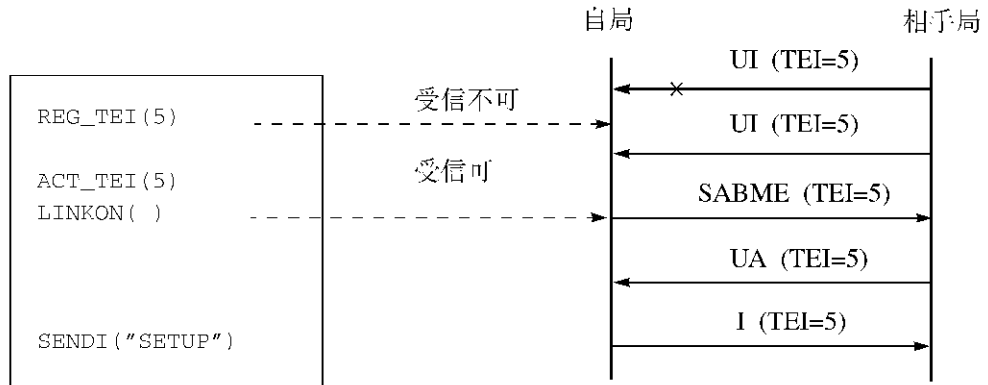 自局
相手局
UI (TEI=5)
受信不可
REG_TEI(5)
UI (TEI=5)
受信可
ACT_TEI(5)
SABME (TEI=5)
LINKON( )
UA (TEI=5)
I (TEI=5)
SENDI("SETUP")